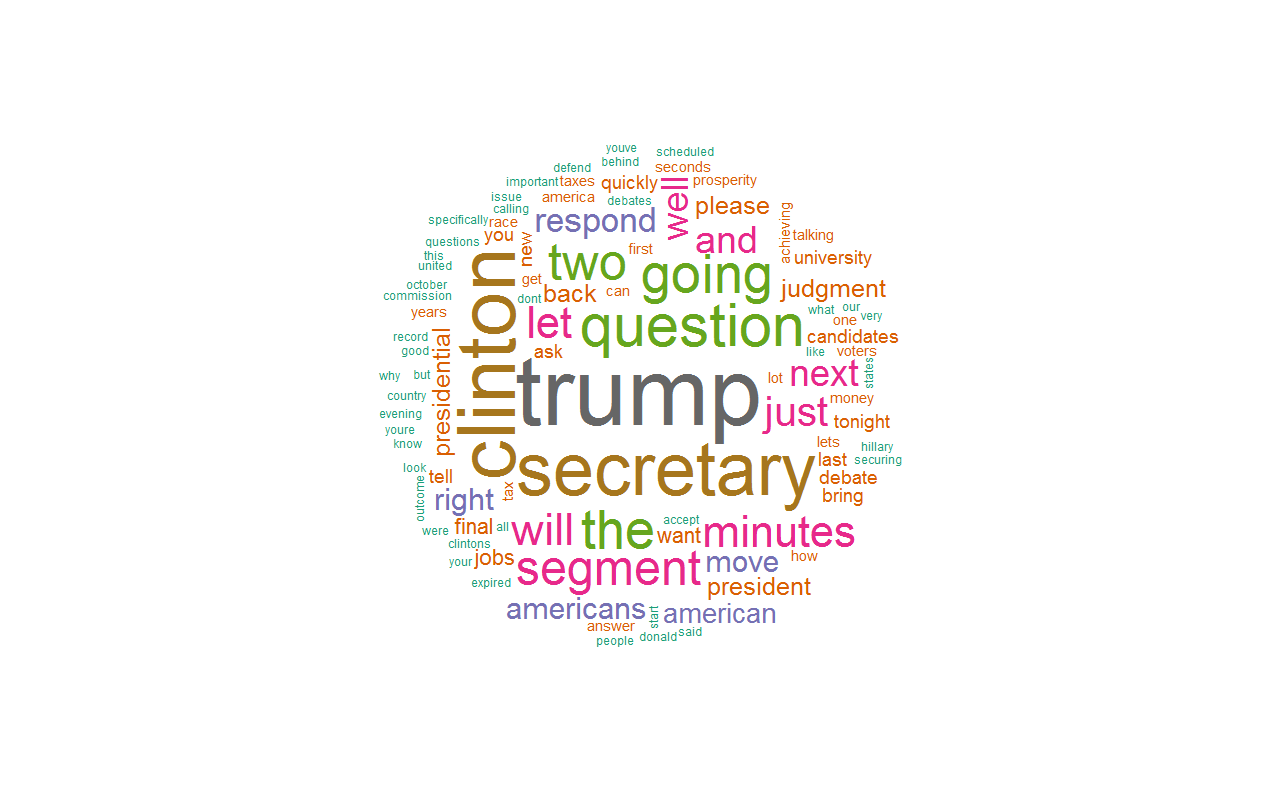 youve
scheduled
behind
defend
seconds
important
taxes
quickly
well
prosperity
issue
america
debates
please
calling
specifically
race
respond
and
achieving
talking
questions
you
new
two
first
going
university
this
united
get
back
can
judgment
october
commission
dont
clinton
let
question
what
our
one
very
years
candidates
record
good
presidential
ask
like
voters
states
why
but
trump
lot
next
country
just
money
evening
tonight
youre
know
lets
hillary
look
tell
secretary
last
securing
debate
outcome
right
tax
bring
were
final
all
will
the
accept
want
minutes
clintons
your
jobs
segment
move
how
expired
president
americans
start
american
answer
people
donald
said